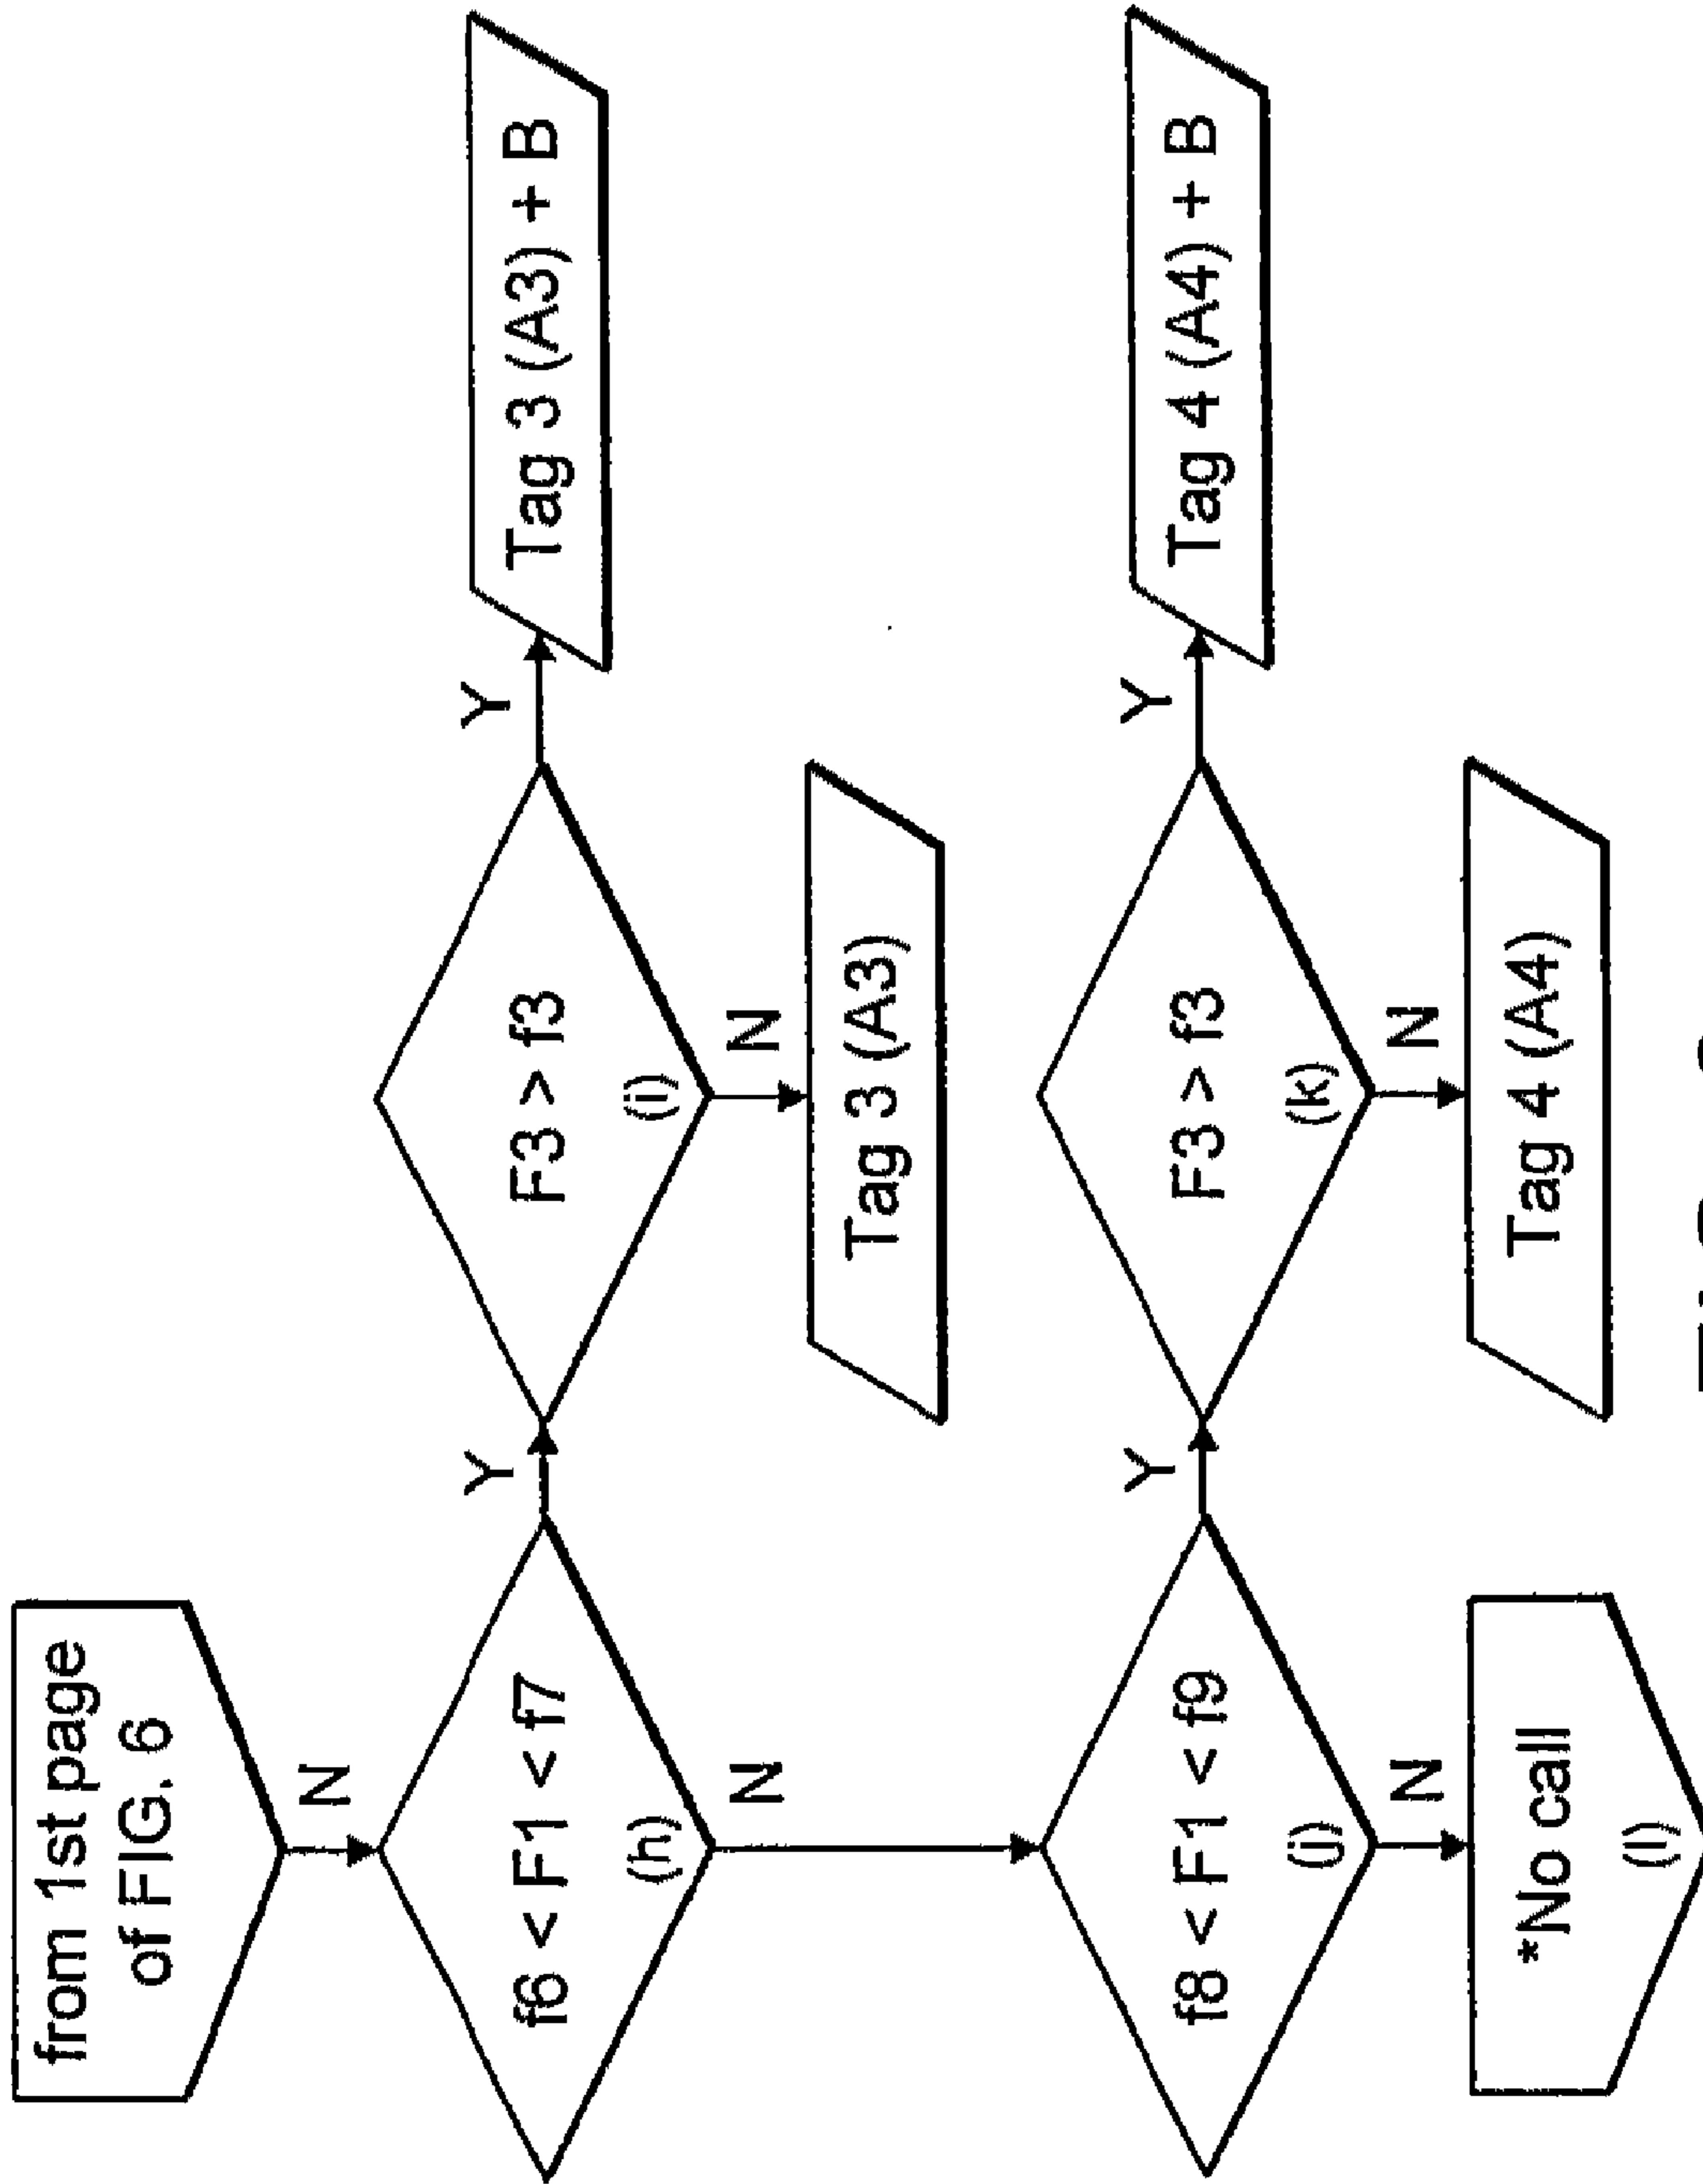 from 1st page
of FIG. 6
N
f6 < F1 < f7
(h)
Y
F3 > f3
(i)
Y
Tag 3 (A3) + B
N
Tag 3 (A3)
N
f8 < F1 < f9
(j)
Y
F3 > f3
(k)
Y
Tag 4 (A4) + B
N
Tag 4 (A4)
N
*No call
(l)